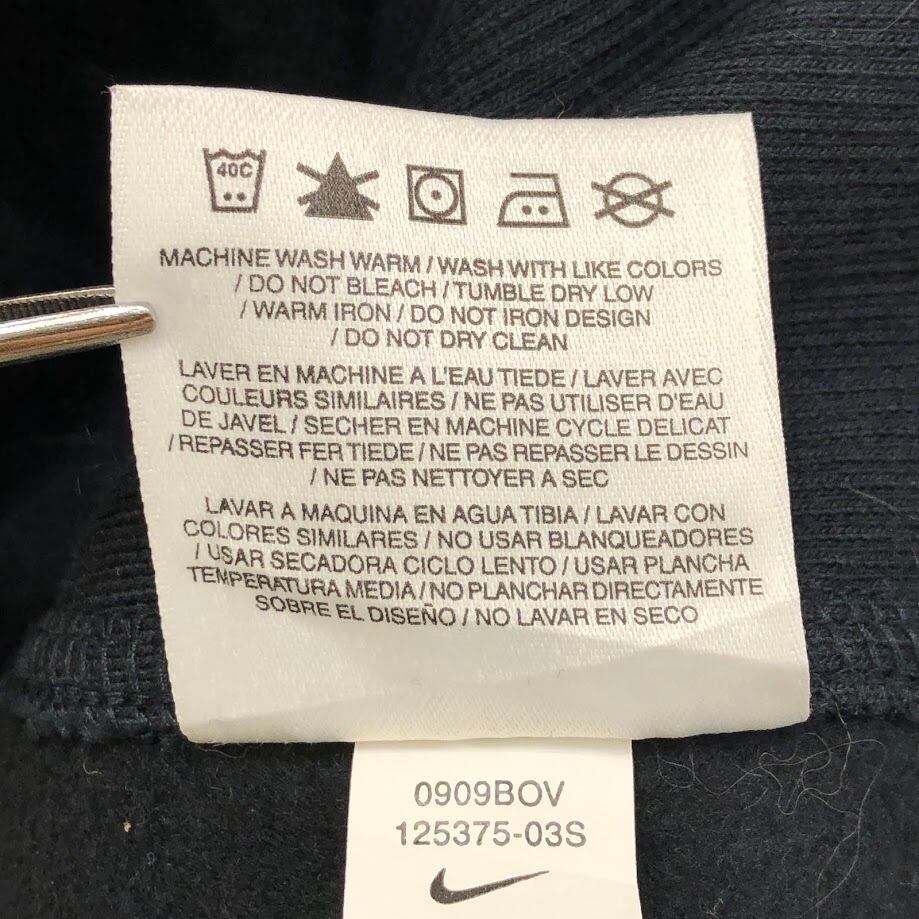 40C
MACHINE WASH WARM / WASH WITH LIKE COLORS
/ DO NOT BLEACH / TUMBLE DRY LOW
/ WARM IRON / DO NOT IRON DESIGN
/ DO NOT DRY CLEAN
LAVER EN MACHINE A L'EAU TIEDE / LAVER AVEC
COULEURS SIMILAIRES / NE PAS UTILISER D'EAU
DE JAVEL / SECHER EN MACHINE CYCLE DELICAT
/ REPASSER FER TIEDE / NE PAS REPASSER LE DESSIN
/ NE PAS NETTOYER A SEC
LAVAR A MAQUINA EN AGUA TIBIA / LAVAR CON
COLORES SIMILARES / NO USAR BLANQUEADORES
/ USAR SECADORA CICLO LENTO / USAR PLANCHA
TEMPERATURA MEDIA / NO PLANCHAR DIRECTAMENTE
SOBRE EL DISEÑO / NO LAVAR EN SECO
0909BOV
125375-03S